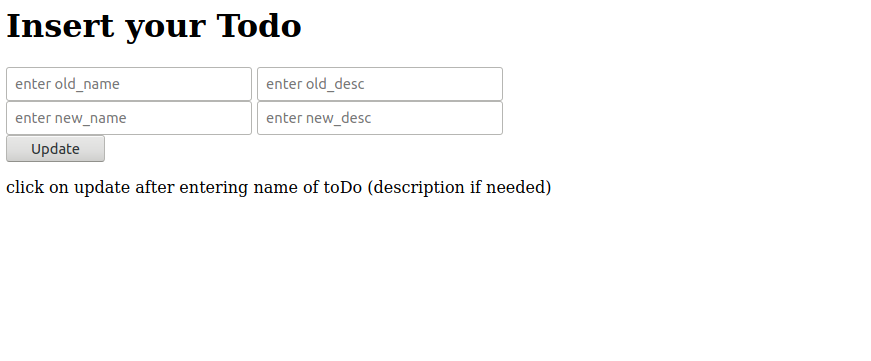 Insert your Todo
enter old_name enter old_desc
enter new_name enter new_desc
Update
click on update after entering name of toDo (description if needed)